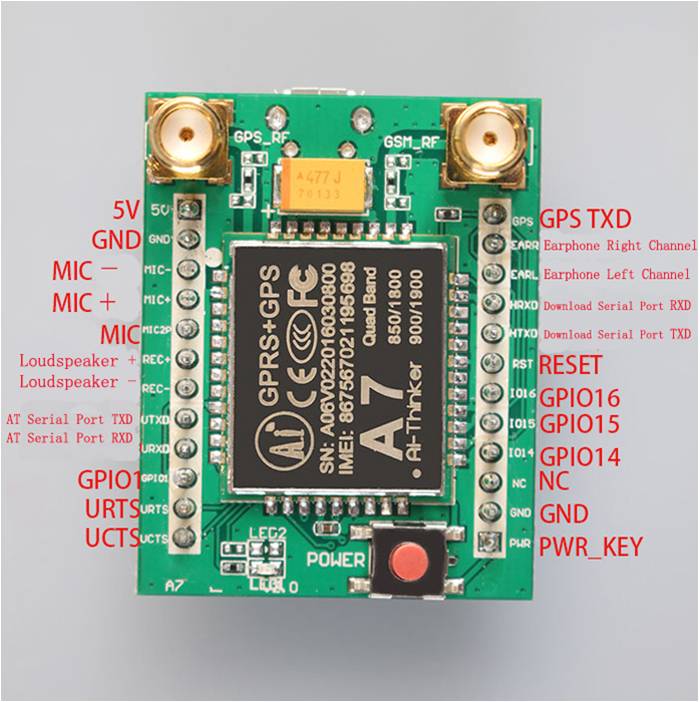 GPS_RF
GSM_RF
A477J
70133
5V
5V
GND
GND
MIC -
MIC-
MIC +
MIC+
MIC
MIC2P
Loudspeaker +
REC+
Loudspeaker -
REC-
AT Serial Port TXD
UTXD
AT Serial Port RXD
URXD
GPIO1
GPIO1
URTS
URTS
UCTS
UCTS
GPRS+GPS
Ai
CE
FC
SN: A06V022016030800
IMEI: 867567021195698
A7
Quad Band
850/1800
900/1900
Ai-Thinker
GPS
GPS TXD
EARR
Earphone Right Channel
EARL
Earphone Left Channel
HRXD
Download Serial Port RXD
HTXD
Download Serial Port TXD
RST
RESET
IO16
GPIO16
IO15
GPIO15
IO14
GPIO14
NC
NC
GND
GND
PWR
PWR_KEY
LED2
POWER
LED1
A7